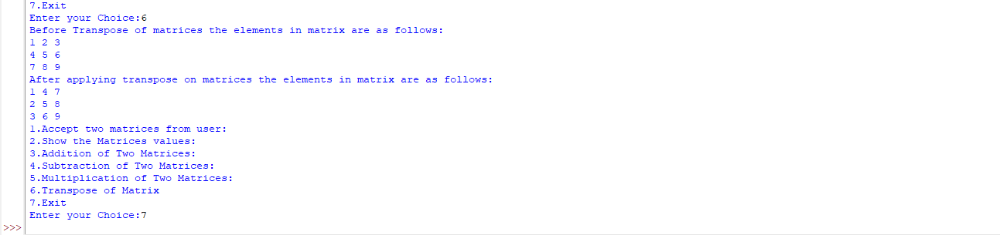 7.Exit
Enter your Choice:6
Before Transpose of matrices the elements in matrix are as follows:
1 2 3
4 5 6
7 8 9
After applying transpose on matrices the elements in matrix are as follows:
1 4 7
2 5 8
3 6 9
1.Accept two matrices from user:
2.Show the Matrices values:
3.Addition of Two Matrices:
4.Subtraction of Two Matrices:
5.Multiplication of Two Matrices:
6.Transpose of Matrix
7.Exit
Enter your Choice:7
>>>